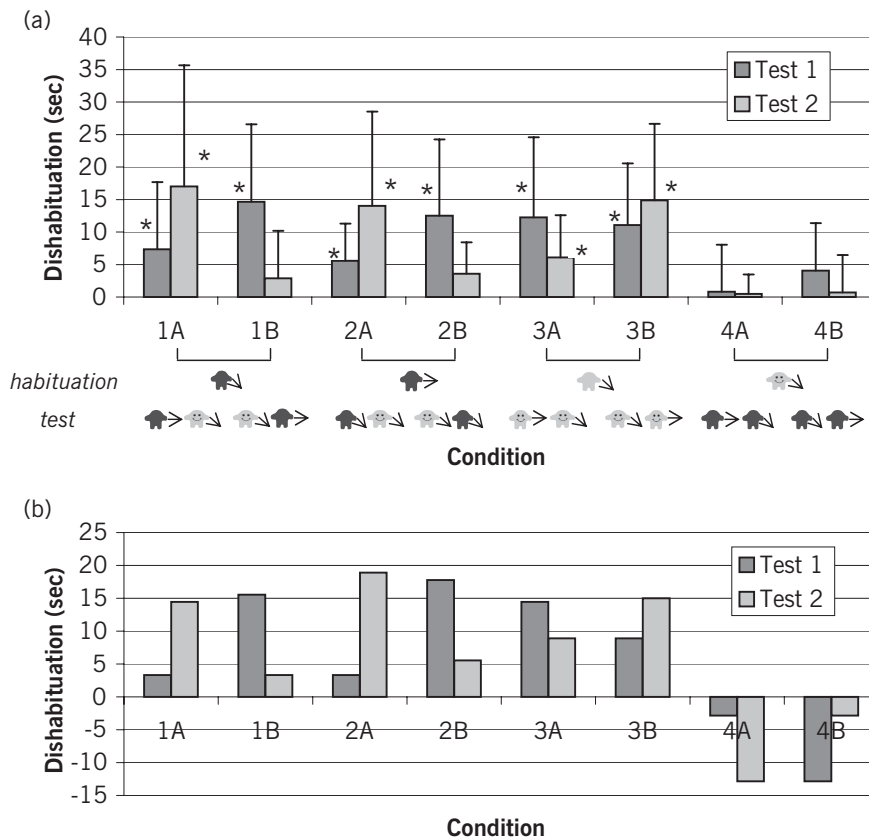 (a)
40
35
30
25
20
15
10
5
0
Dishabituation (sec)
Test 1
Test 2
* * * * * * * * * *
1A 1B 2A 2B 3A 3B 4A 4B
habituation
test
Condition
(b)
25
20
15
10
5
0
-5
-10
-15
Dishabituation (sec)
Test 1
Test 2
1A 1B 2A 2B 3A 3B 4A 4B
Condition